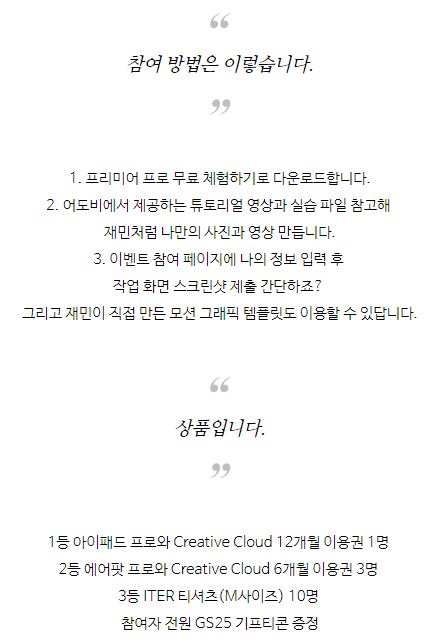 “
참여 방법은 이렇습니다.
”
1. 프리미어 프로 무료 체험하기로 다운로드합니다.
2. 어도비에서 제공하는 튜토리얼 영상과 실습 파일 참고해
재민처럼 나만의 사진과 영상 만듭니다.
3. 이벤트 참여 페이지에 나의 정보 입력 후
작업 화면 스크린샷 제출 간단하죠?
그리고 재민이 직접 만든 모션 그래픽 템플릿도 이용할 수 있답니다.
“
상품입니다.
”
1등 아이패드 프로와 Creative Cloud 12개월 이용권 1명
2등 에어팟 프로와 Creative Cloud 6개월 이용권 3명
3등 ITER 티셔츠(M사이즈) 10명
참여자 전원 GS25 기프티콘 증정